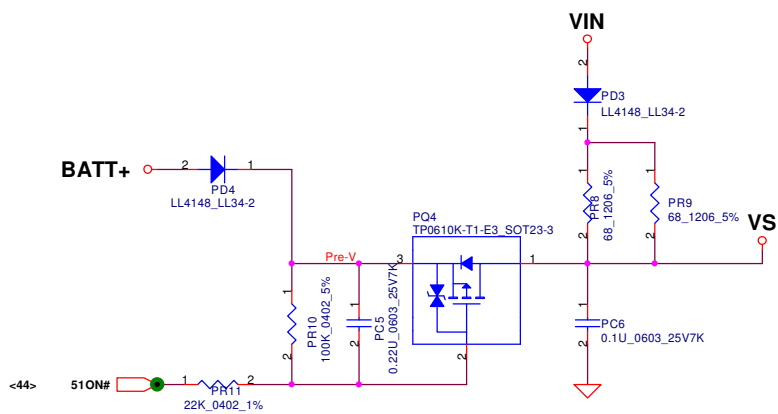 VIN
2
PD3
LL4148_LL34-2
1
BATT+
2
1
PD4
LL4148_LL34-2
1
PR8
68_1206_5%
2
1
PR9
68_1206_5%
2
VS
PQ4
TP0610K-T1-E3_SOT23-3
Pre-V
3
1
2
1
PR10
100K_0402_5%
2
1
PC5
0.22U_0603_25V7K
2
1
PC6
0.1U_0603_25V7K
2
<44>
51ON#
1
2
PR11
22K_0402_1%